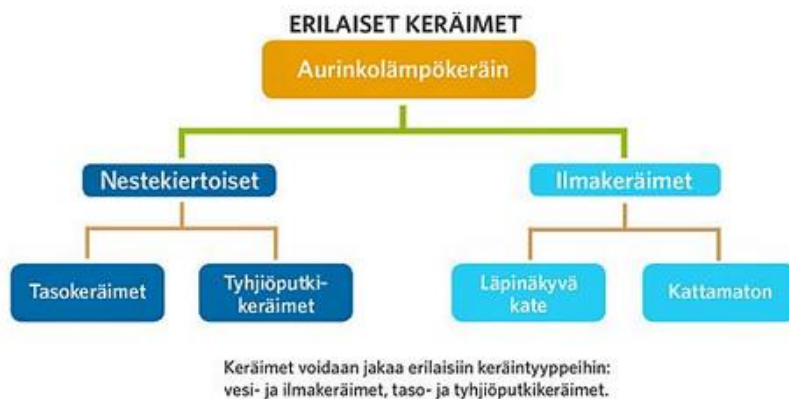 ERILAISET KERÄIMET
Aurinkolämpökeräin
Nestekiertoiset
Ilmakeräimet
Tasokeräimet
Tyhjiöputki-
keräimet
Läpinäkyvä
kate
Kattamaton
Keräimet voidaan jakaa erilaisiin keräintyyppeihin:
vesi- ja ilmakeräimet, taso- ja tyhjiöputkikeräimet.